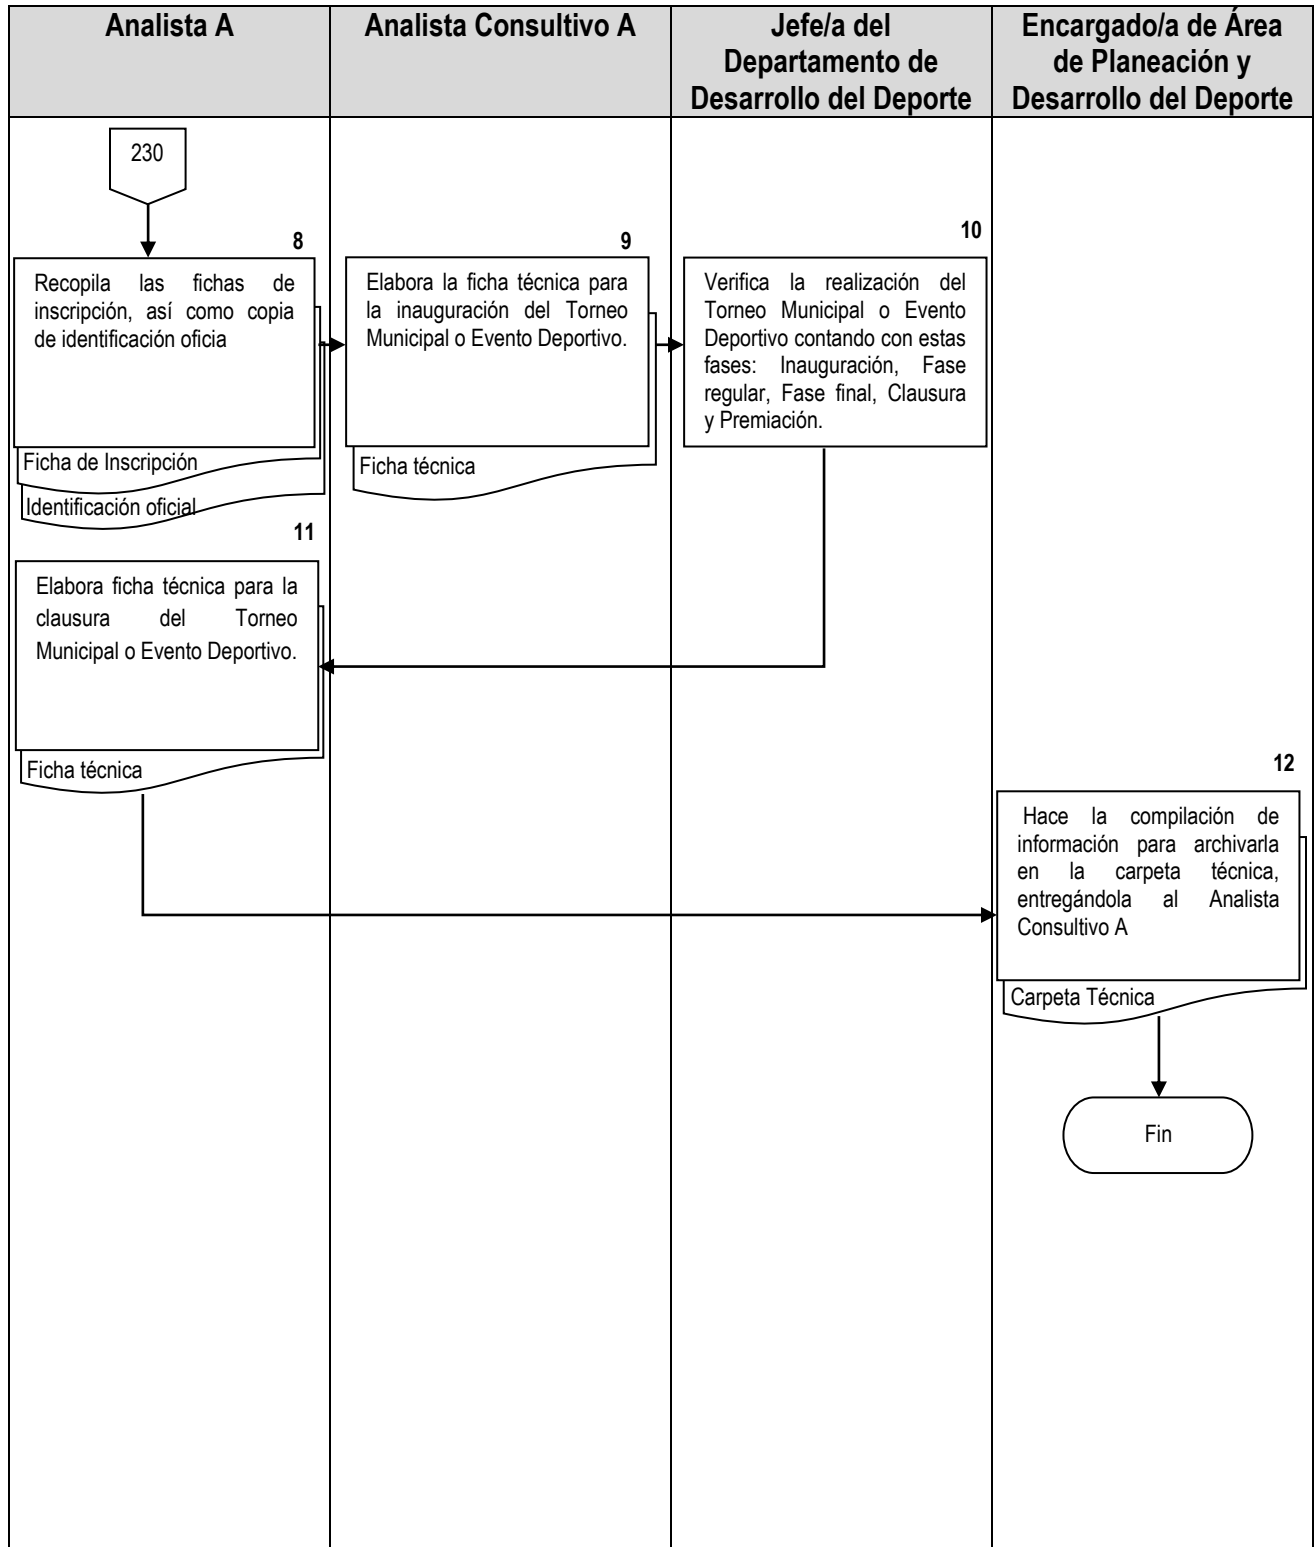 Analista A
Analista Consultivo A
Jefe/a del
Departamento de
Desarrollo del Deporte
Encargado/a de Área
de Planeación y
Desarrollo del Deporte
230
8
Recopila las fichas de
inscripción, así como copia
de identificación oficia
Ficha de Inscripción
Identificación oficial
9
Elabora la ficha técnica para
la inauguración del Torneo
Municipal o Evento Deportivo.
Ficha técnica
10
Verifica la realización del
Torneo Municipal o Evento
Deportivo contando con estas
fases: Inauguración, Fase
regular, Fase final, Clausura
y Premiación.
11
Elabora ficha técnica para la
clausura del Torneo
Municipal o Evento Deportivo.
Ficha técnica
12
Hace la compilación de
información para archivarla
en la carpeta técnica,
entregándola al Analista
Consultivo A
Carpeta Técnica
Fin